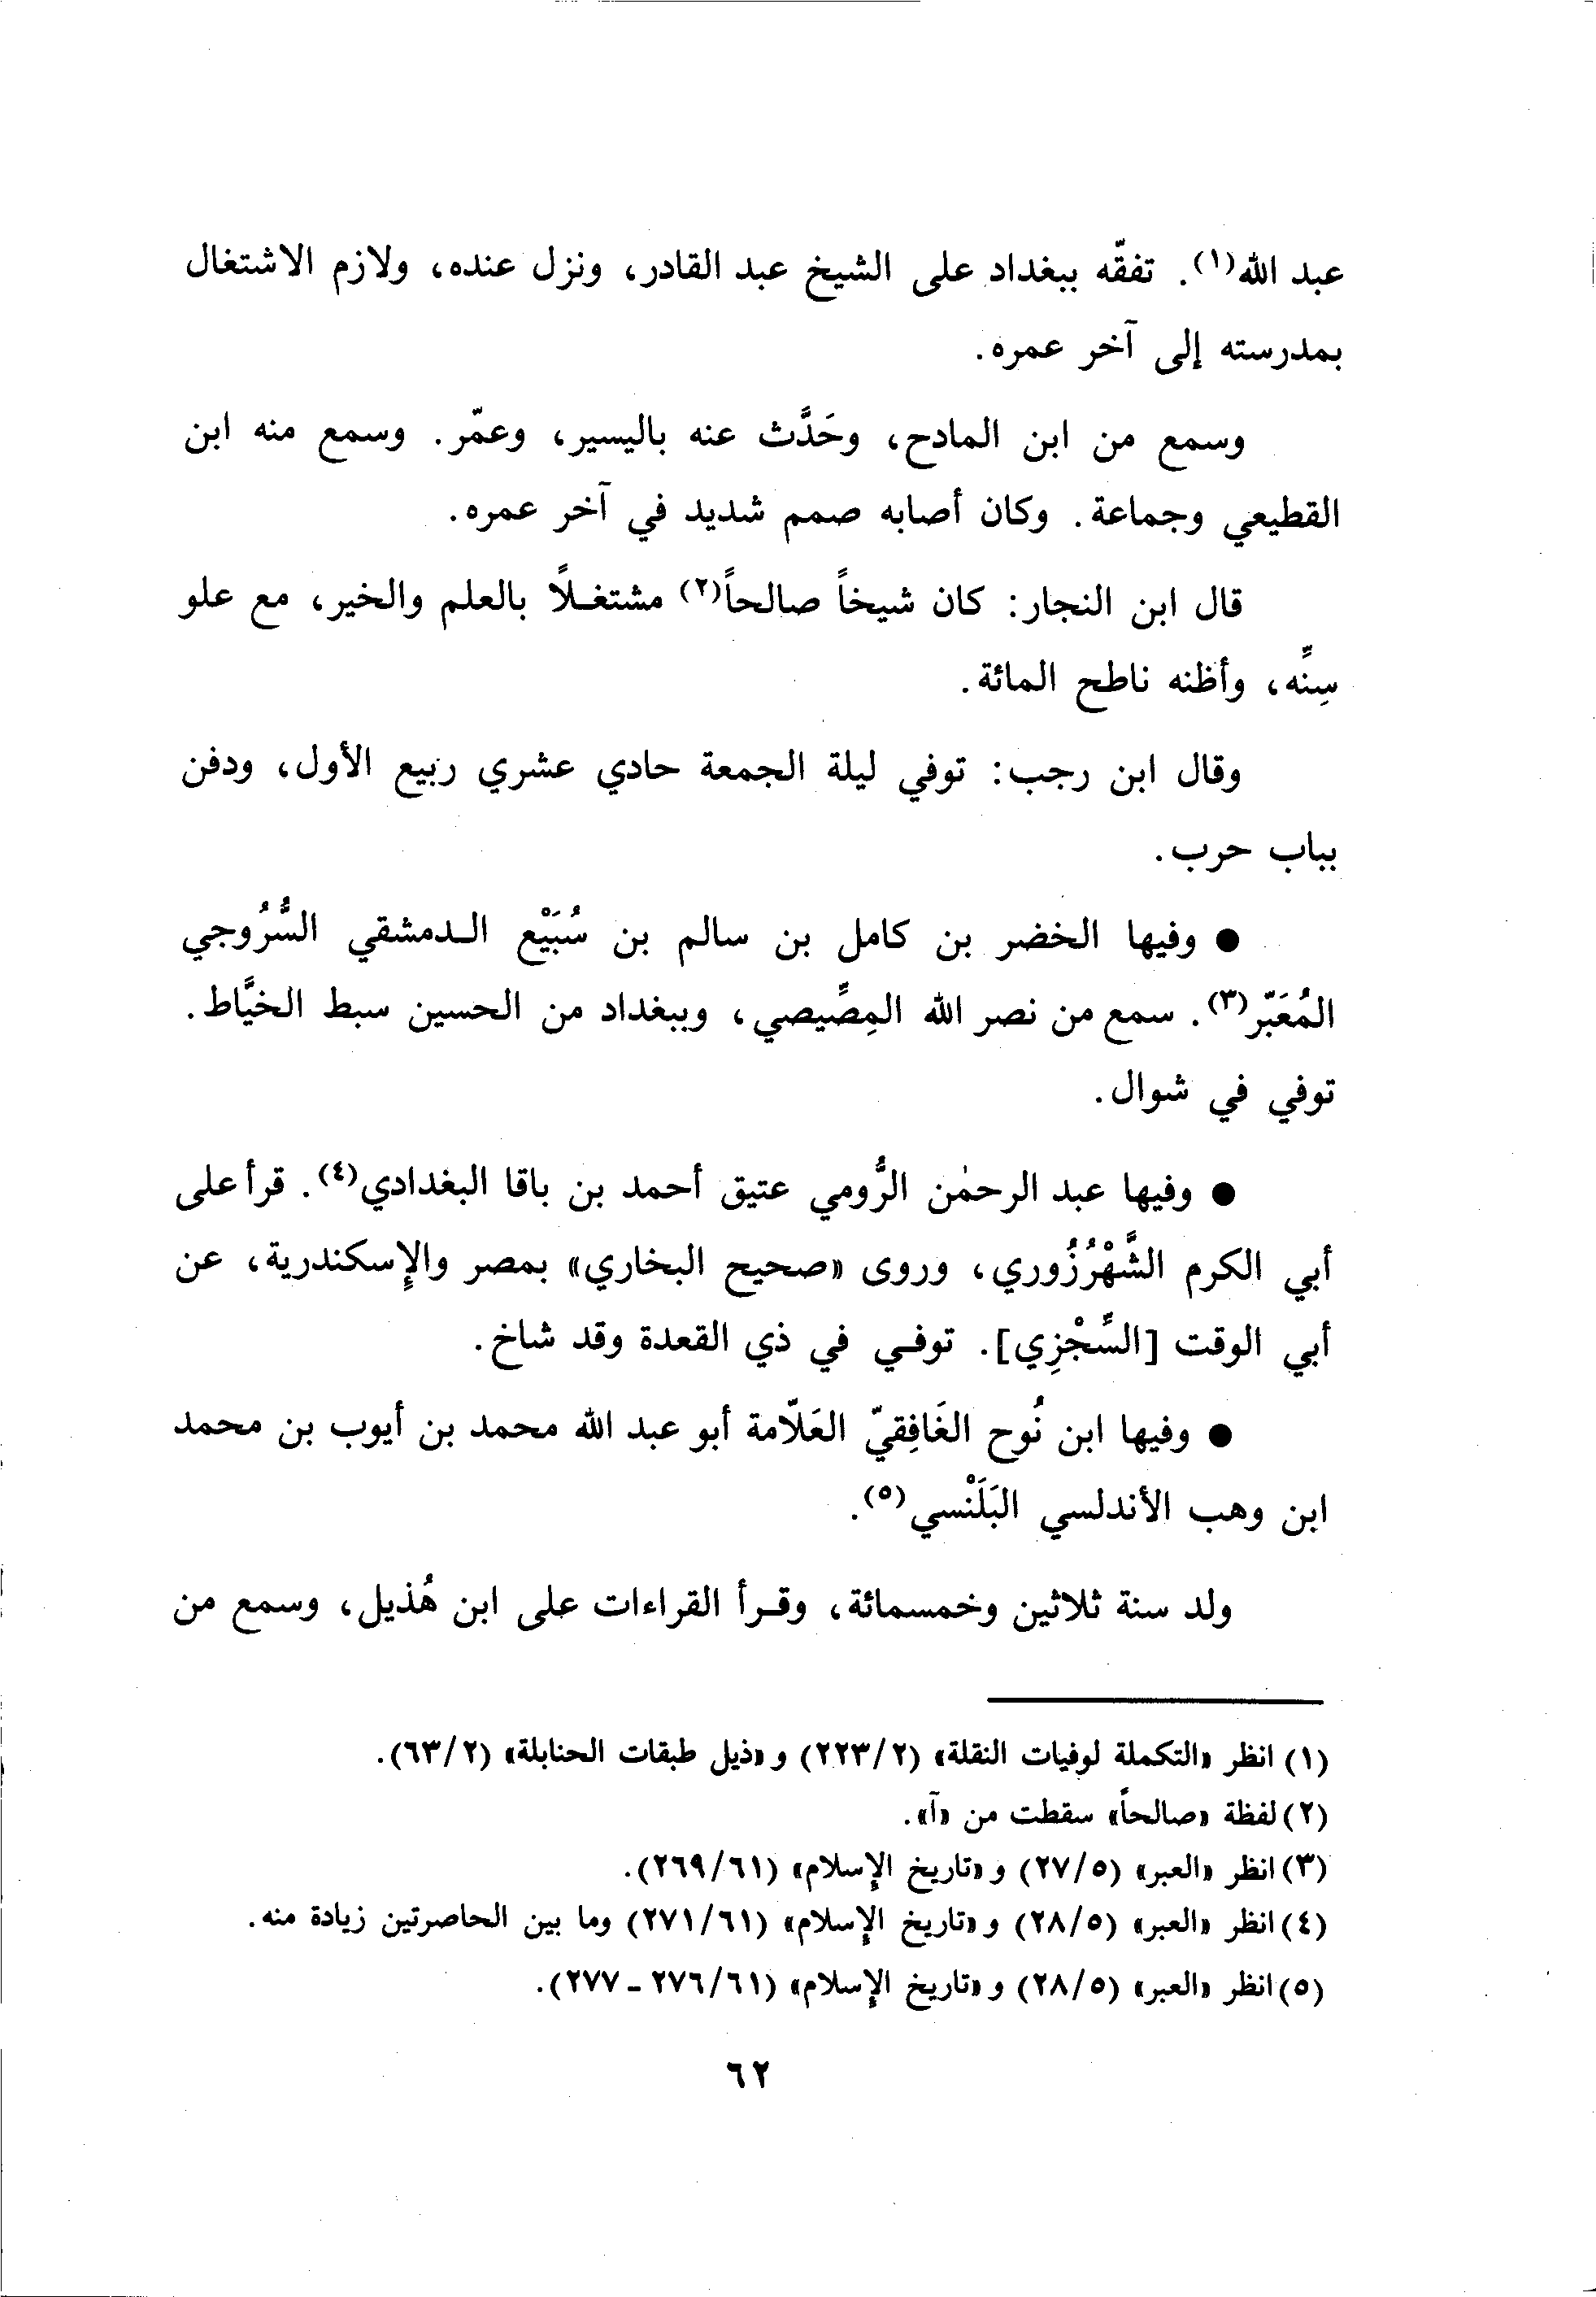 عبد الله(١). تفقّه ببغداد على الشيخ عبد القادر، ونزل عنده، ولازم الاشتغال
بمدرسته إلى آخر عمره.
وسمع من ابن المادح، وحَدَّث عنه باليسير، وعمّر. وسمع منه ابن
القطيعي وجماعة. وكان أصابه صمم شديد في آخر عمره.
قال ابن النجار: كان شيخاً صالحاً(٢) مشتغلاً بالعلم والخير، مع علو
سِنِّه، وأظنه ناطح المائة.
وقال ابن رجب: توفي ليلة الجمعة حادي عشري ربيع الأول، ودفن
بباب حرب.
● وفيها الخضر بن كامل بن سالم بن سُبَيْع الدمشقي السُّرُوجي
المُعَبّر(٣). سمع من نصر الله المِصِّيصي، وببغداد من الحسين سبط الخيَّاط.
توفي في شوال.
● وفيها عبد الرحمٰن الرُّومي عتيق أحمد بن باقا البغدادي(٤). قرأ على
أبي الكرم الشَّهْرُزُوري، وروى «صحيح البخاري» بمصر والإسكندرية، عن
أبي الوقت [السِّجْزِي]. توفي في ذي القعدة وقد شاخ.
● وفيها ابن نُوح الغَافِقيّ العَلّامة أبو عبد الله محمد بن أيوب بن محمد
ابن وهب الأندلسي البَلَنْسي(٥).
ولد سنة ثلاثين وخمسمائة، وقرأ القراءات على ابن هُذيل، وسمع من
(١) انظر «التكملة لوفيات النقلة» (٢/٢٢٣) و «ذيل طبقات الحنابلة» (٢/٦٣).
(٢) لفظة «صالحاً» سقطت من «آ».
(٣) انظر «العبر» (٥/٢٧) و «تاريخ الإسلام» (٦١/٢٦٩).
(٤) انظر «العبر» (٥/٢٨) و «تاريخ الإسلام» (٦١/٢٧١) وما بين الحاصرتين زيادة منه.
(٥) انظر «العبر» (٥/٢٨) و «تاريخ الإسلام» (٦١/٢٧٦ - ٢٧٧).
٦٢